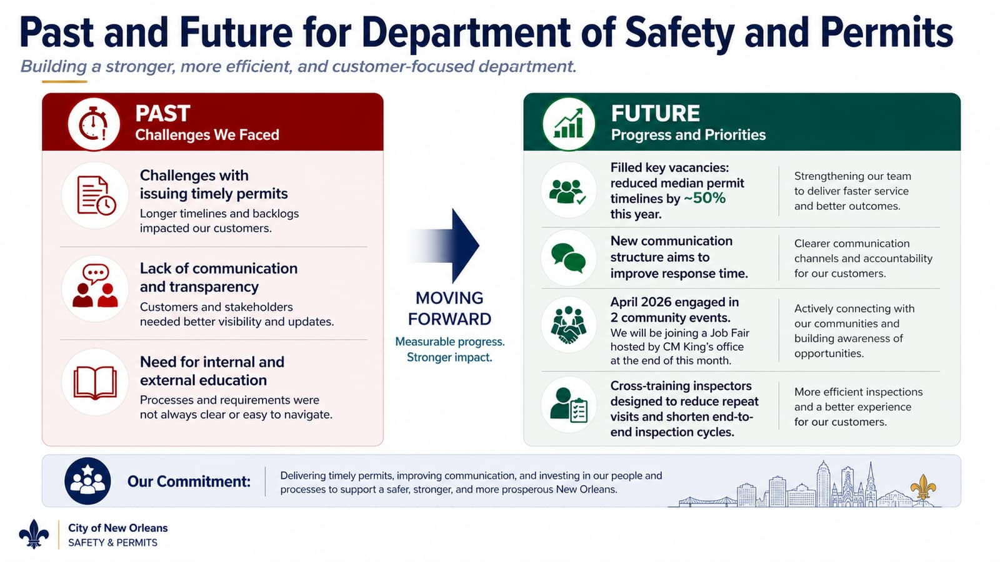 Past and Future for Department of Safety and Permits
Building a stronger, more efficient, and customer-focused department.
PAST
Challenges We Faced
Challenges with
issuing timely permits
Longer timelines and backlogs
impacted our customers.
Lack of communication
and transparency
Customers and stakeholders
needed better visibility and updates.
Need for internal and
external education
Processes and requirements were
not always clear or easy to navigate.
MOVING
FORWARD
Measurable progress.
Stronger impact.
FUTURE
Progress and Priorities
Filled key vacancies:
reduced median permit
timelines by ~50%
this year.
Strengthening our team
to deliver faster service
and better outcomes.
New communication
structure aims to
improve response time.
Clearer communication
channels and accountability
for our customers.
April 2026 engaged in
2 community events.
We will be joining a Job Fair
hosted by CM King's office
at the end of this month.
Actively connecting with
our communities and
building awareness of
opportunities.
Cross-training inspectors
designed to reduce repeat
visits and shorten end-to-
end inspection cycles.
More efficient inspections
and a better experience
for our customers.
Our Commitment:
Delivering timely permits, improving communication, and investing in our people and
processes to support a safer, stronger, and more prosperous New Orleans.
City of New Orleans
SAFETY & PERMITS